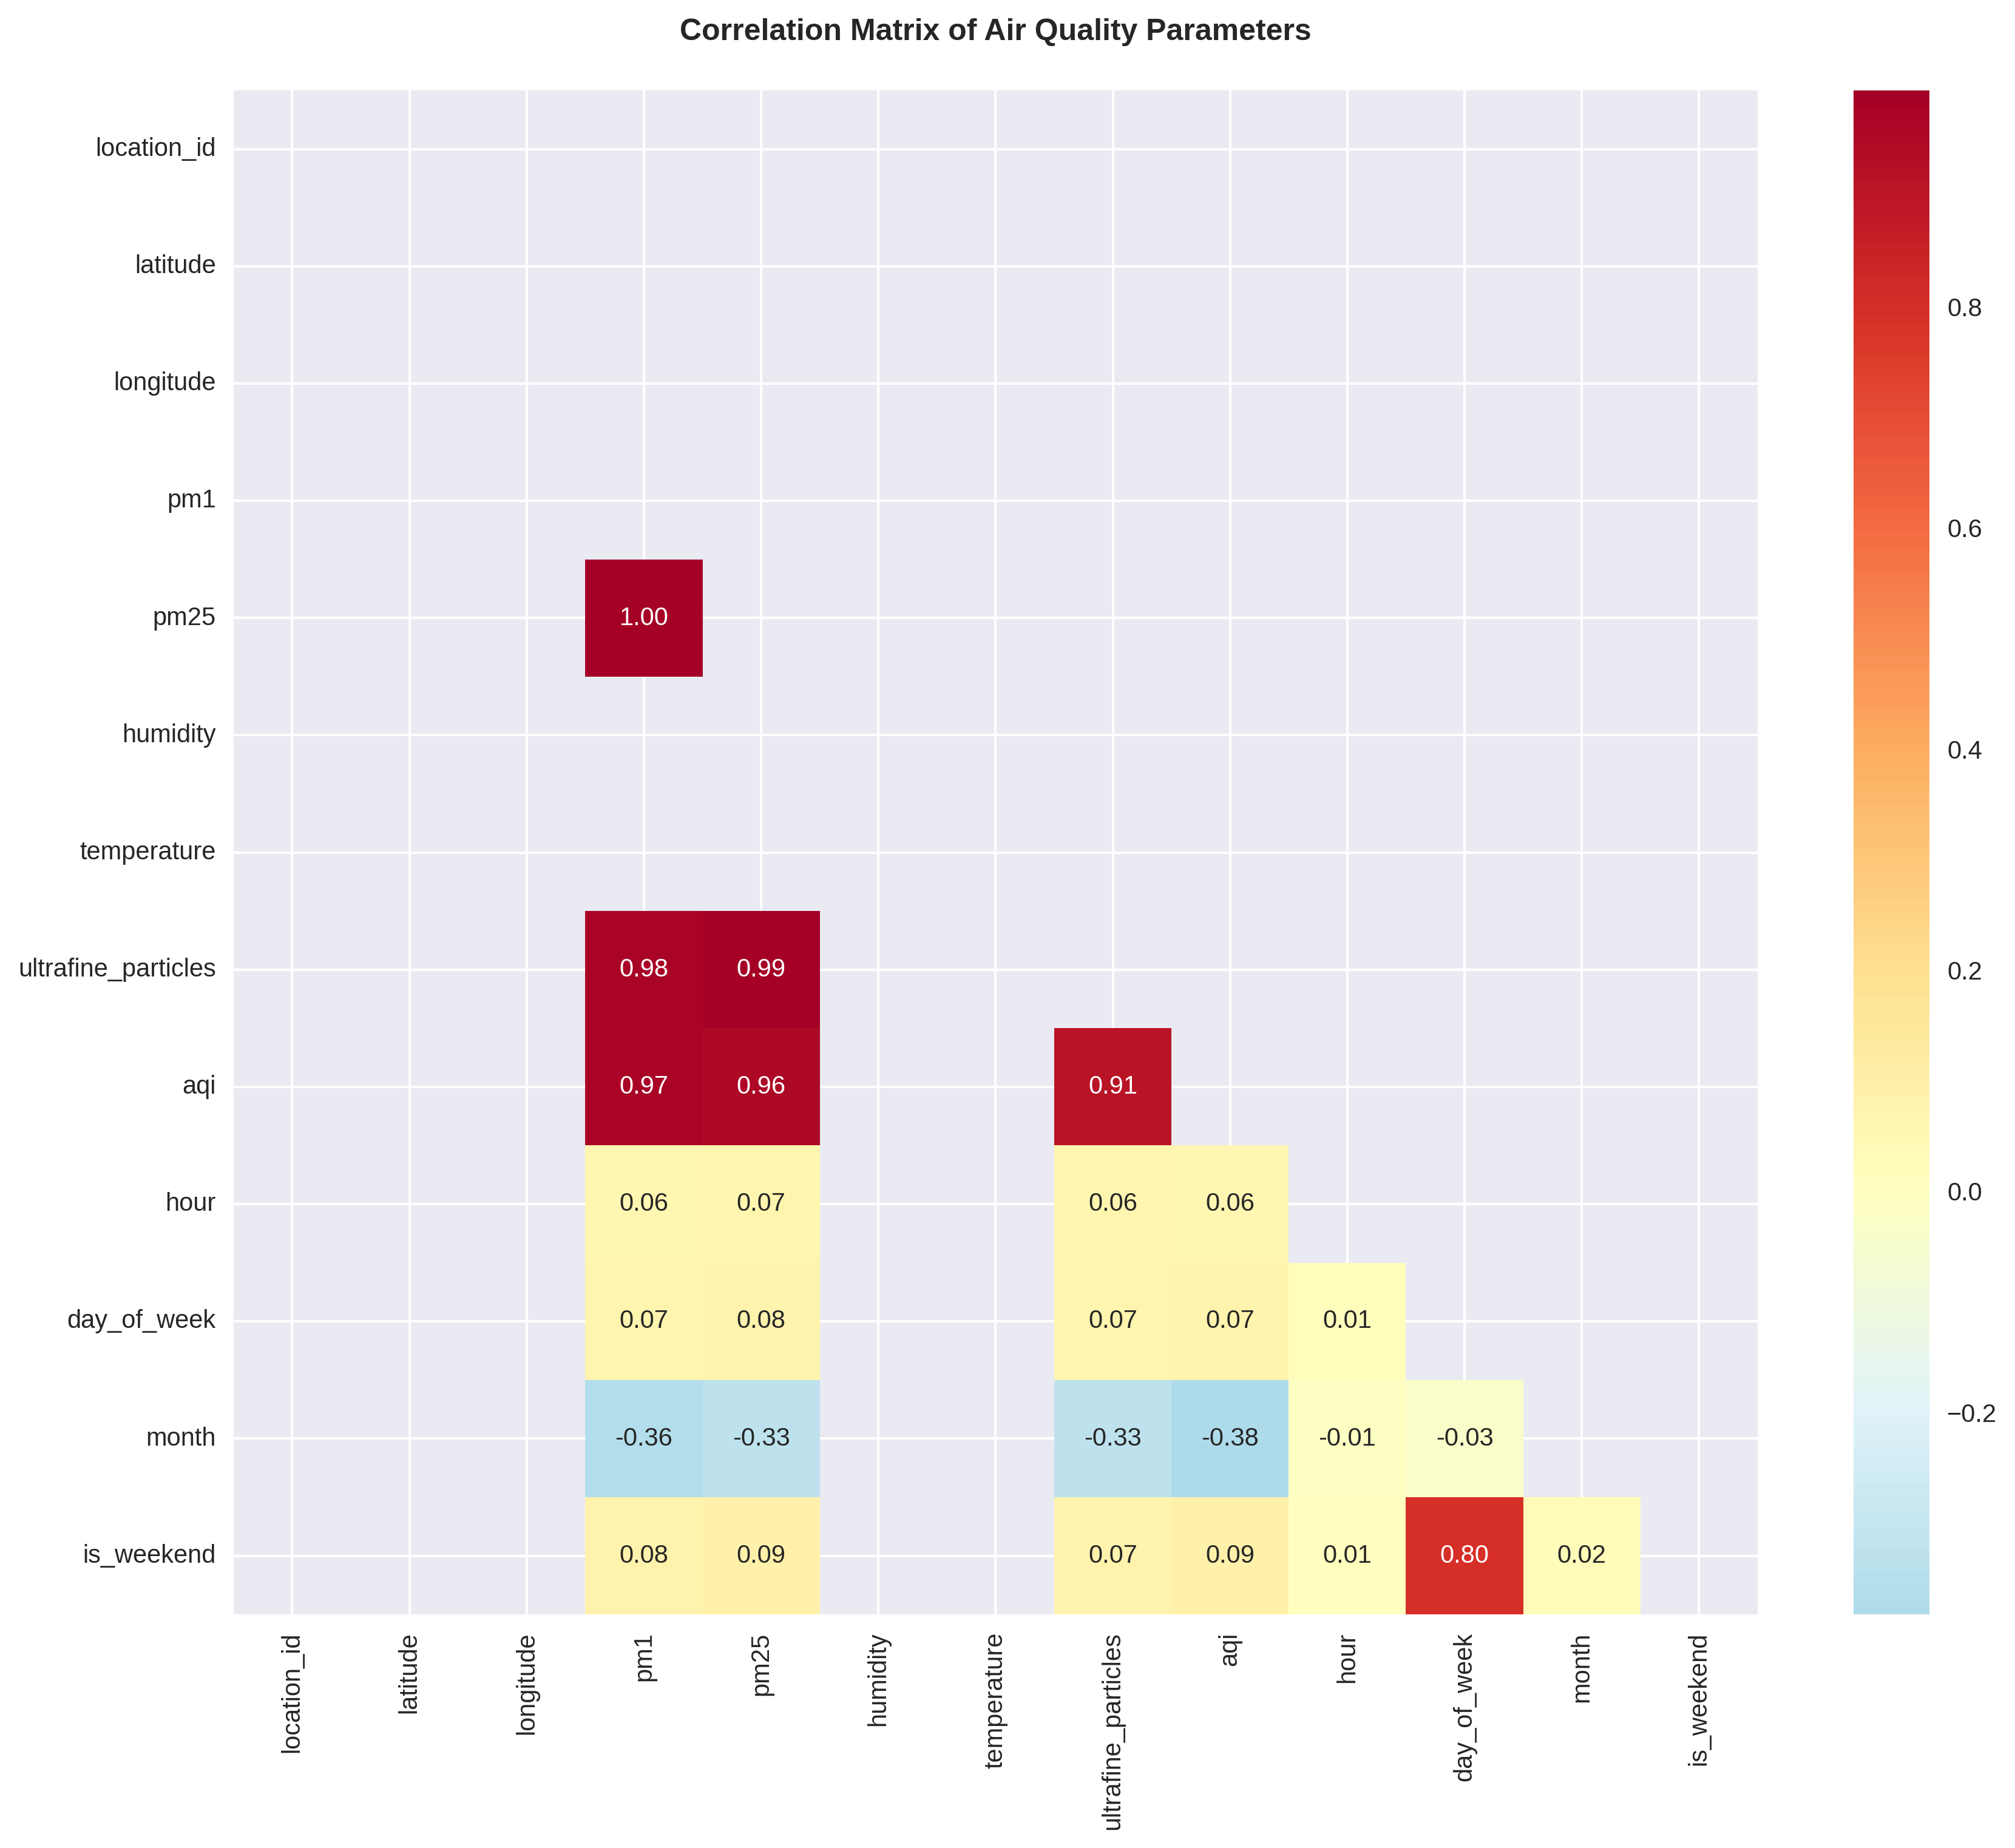 Correlation Matrix of Air Quality Parameters
location_id
latitude
longitude
pm1
pm25 1.00
humidity
temperature
ultrafine_particles 0.98 0.99
aqi 0.97 0.96 0.91
hour 0.06 0.07 0.06 0.06
day_of_week 0.07 0.08 0.07 0.07 0.01
month -0.36 -0.33 -0.33 -0.38 -0.01 -0.03
is_weekend 0.08 0.09 0.07 0.09 0.01 0.80 0.02
location_id latitude longitude pm1 pm25 humidity temperature ultrafine_particles aqi hour day_of_week month is_weekend
0.8
0.6
0.4
0.2
0.0
−0.2